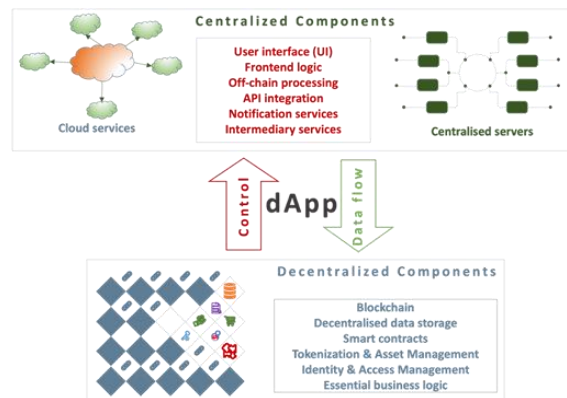 Centralized Components
User interface (UI)
Frontend logic
Off-chain processing
API integration
Notification services
Intermediary services
Cloud services
Centralised servers
Control
dApp
Data flow
Decentralized Components
Blockchain
Decentralised data storage
Smart contracts
Tokenization & Asset Management
Identity & Access Management
Essential business logic